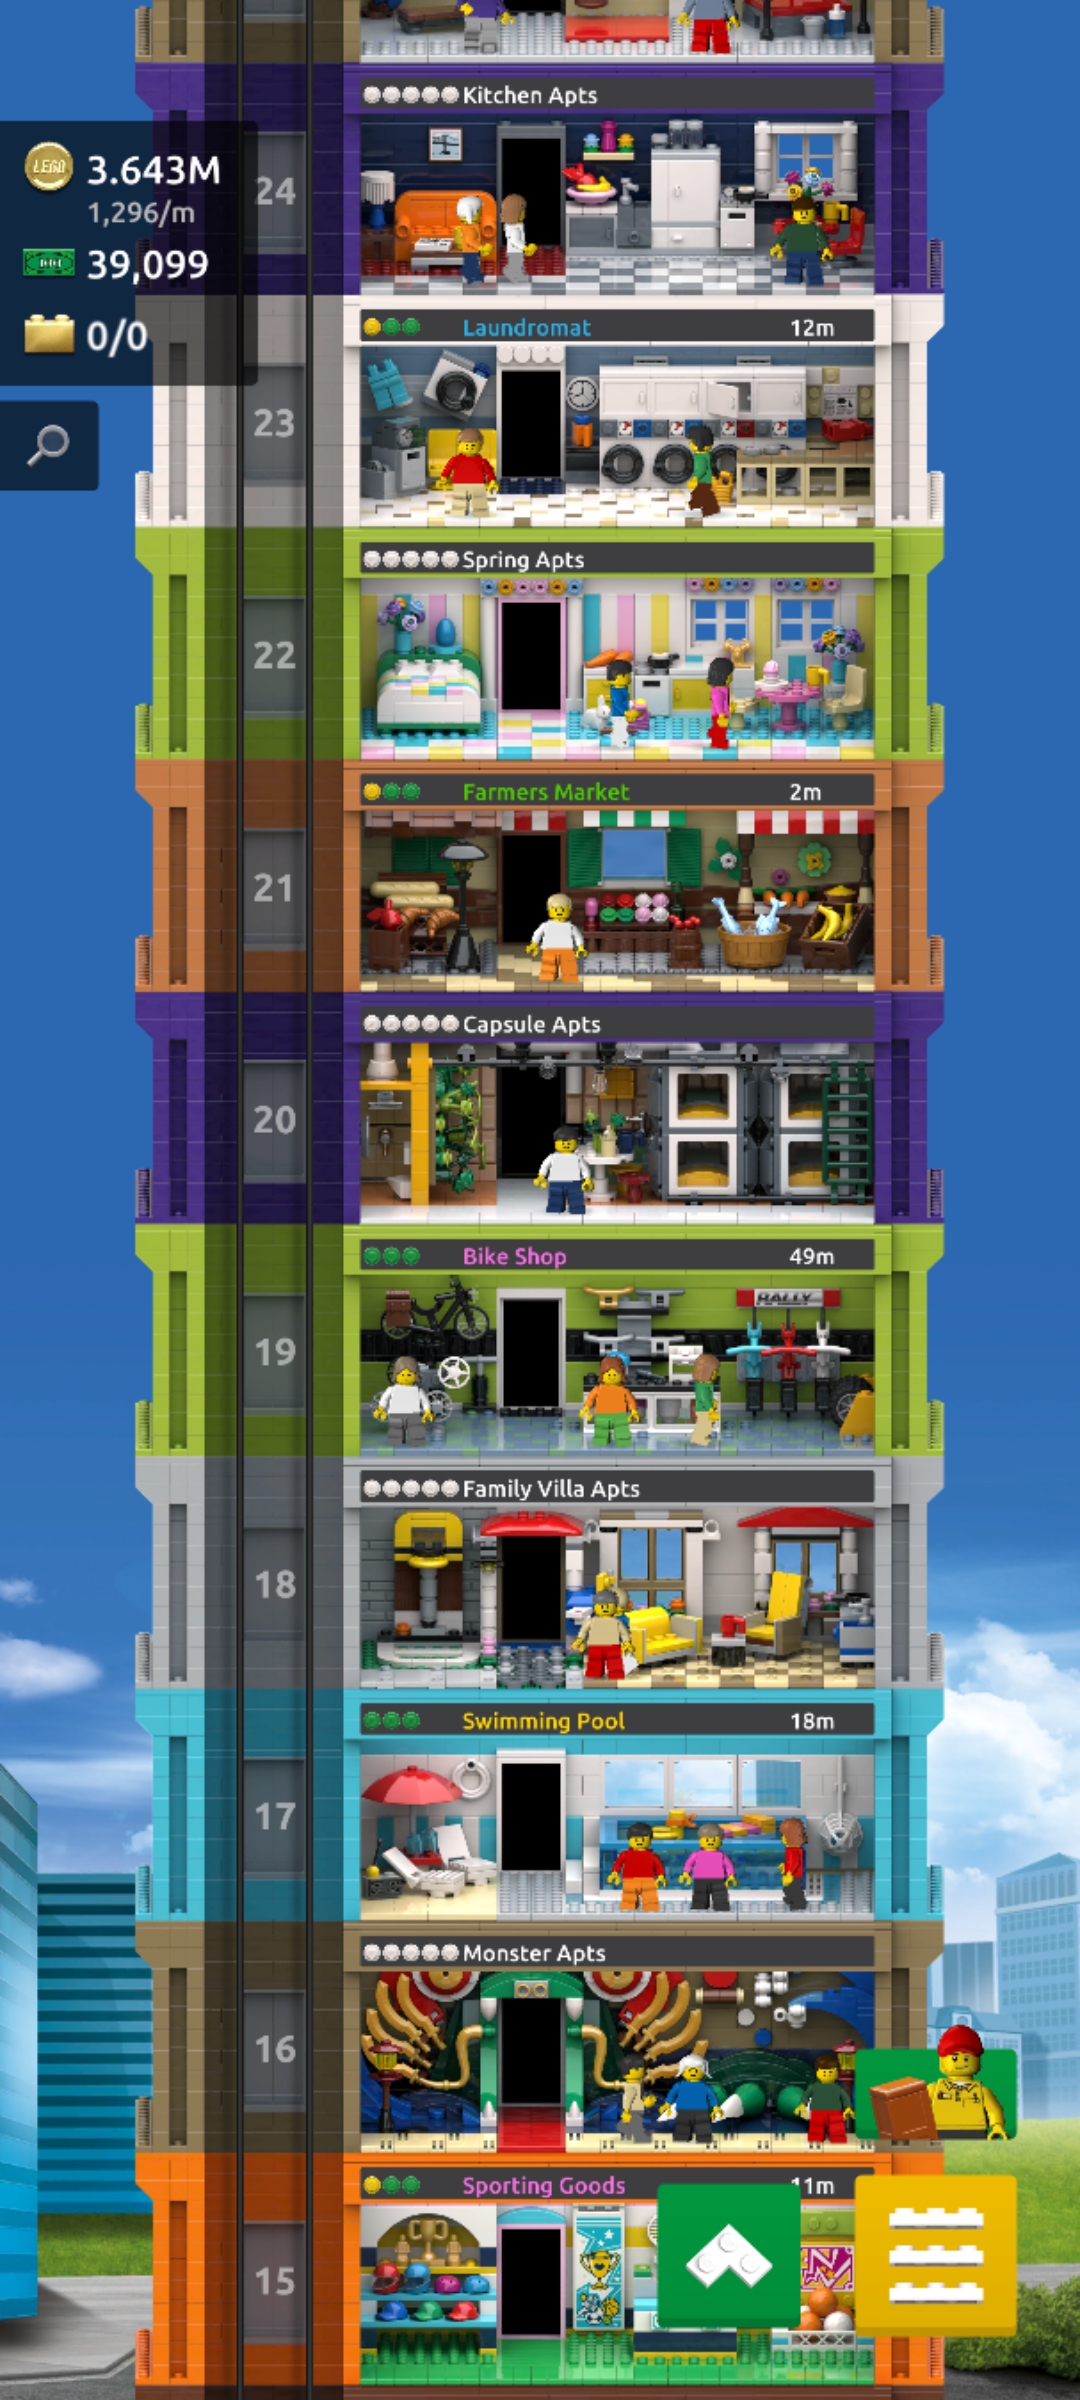 Kitchen Apts
LEGO
3.643M
1,296/m
24
39,099
0/0
Laundromat 12m
23
Spring Apts
22
Farmers Market 2m
21
Capsule Apts
20
Bike Shop 49m
RALLY
19
Family Villa Apts
18
Swimming Pool 18m
17
Monster Apts
16
Sporting Goods 11m
15